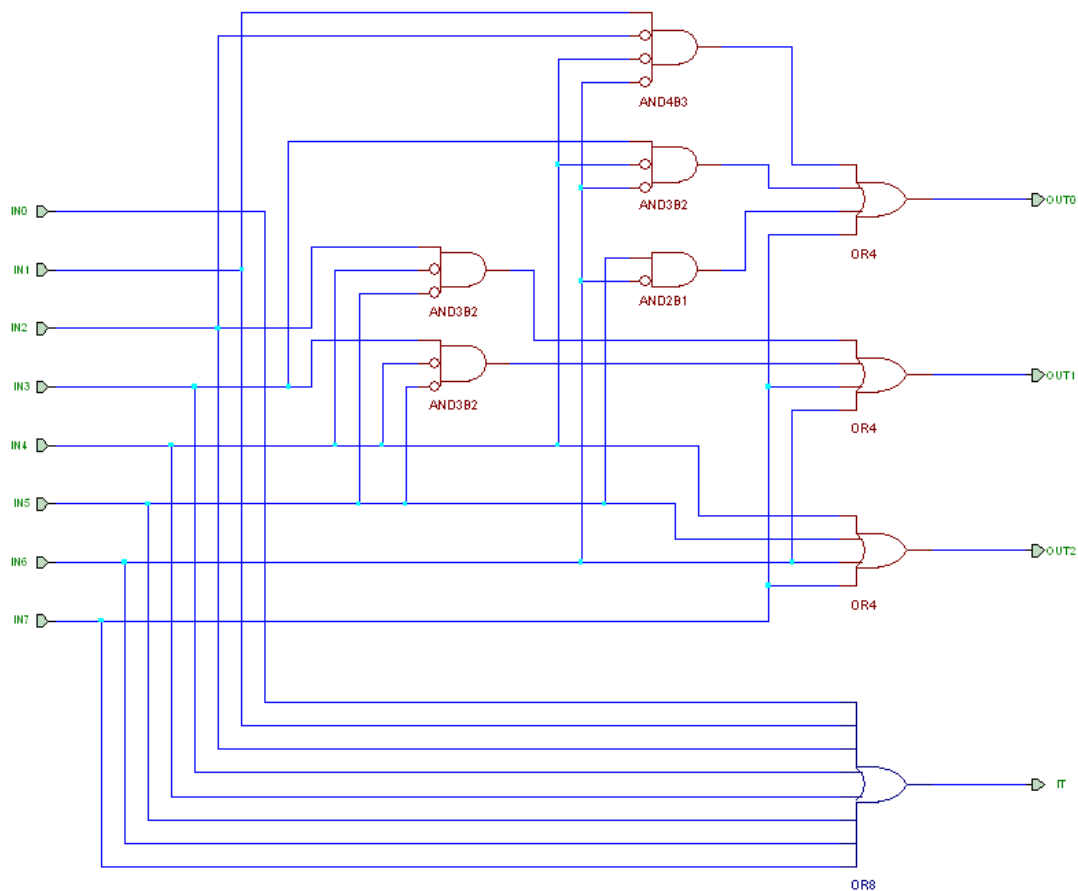 AND4B3
AND3B2
IN0
OUT0
OR4
IN1
AND3B2
AND2B1
IN2
OUT1
IN3
AND3B2
OR4
IN4
IN5
OUT2
IN6
OR4
IN7
IT
OR8